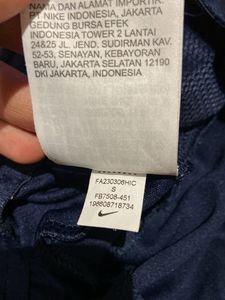 NAMA DAN ALAMAT IMPORTIR:
PT NIKE INDONESIA, JAKARTA
GEDUNG BURSA EFEK
INDONESIA TOWER 2 LANTAI
24&25 JL. JEND. SUDIRMAN KAV.
52-53, SENAYAN, KEBAYORAN
BARU, JAKARTA SELATAN 12190
DKI JAKARTA, INDONESIA
FA230306HIC
S
FB7508-451
196608718734